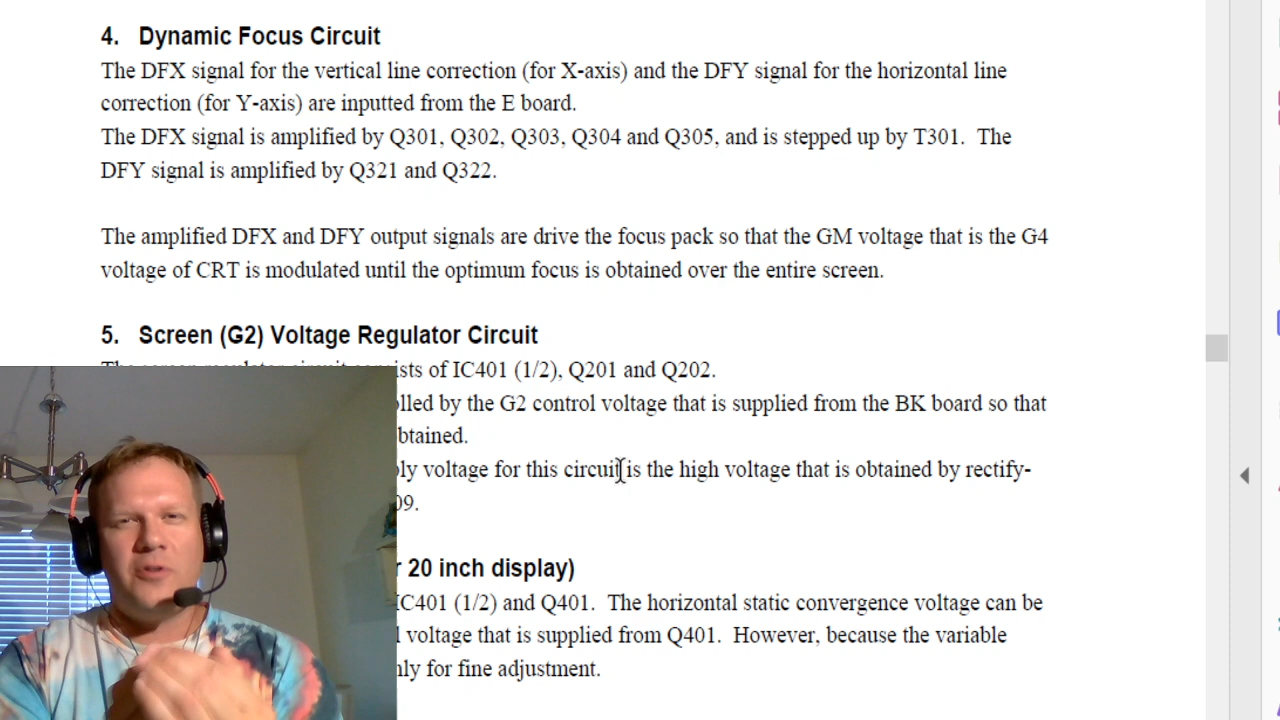 4. Dynamic Focus Circuit
The DFX signal for the vertical line correction (for X-axis) and the DFY signal for the horizontal line
correction (for Y-axis) are inputted from the E board.
The DFX signal is amplified by Q301, Q302, Q303, Q304 and Q305, and is stepped up by T301. The
DFY signal is amplified by Q321 and Q322.
The amplified DFX and DFY output signals are drive the focus pack so that the GM voltage that is the G4
voltage of CRT is modulated until the optimum focus is obtained over the entire screen.
5. Screen (G2) Voltage Regulator Circuit
of IC401 (1/2), Q201 and Q202.
by the G2 control voltage that is supplied from the BK board so that
voltage for this circuit is the high voltage that is obtained by rectify-
20 inch display)
IC401 (1/2) and Q401. The horizontal static convergence voltage can be
voltage that is supplied from Q401. However, because the variable
for fine adjustment.